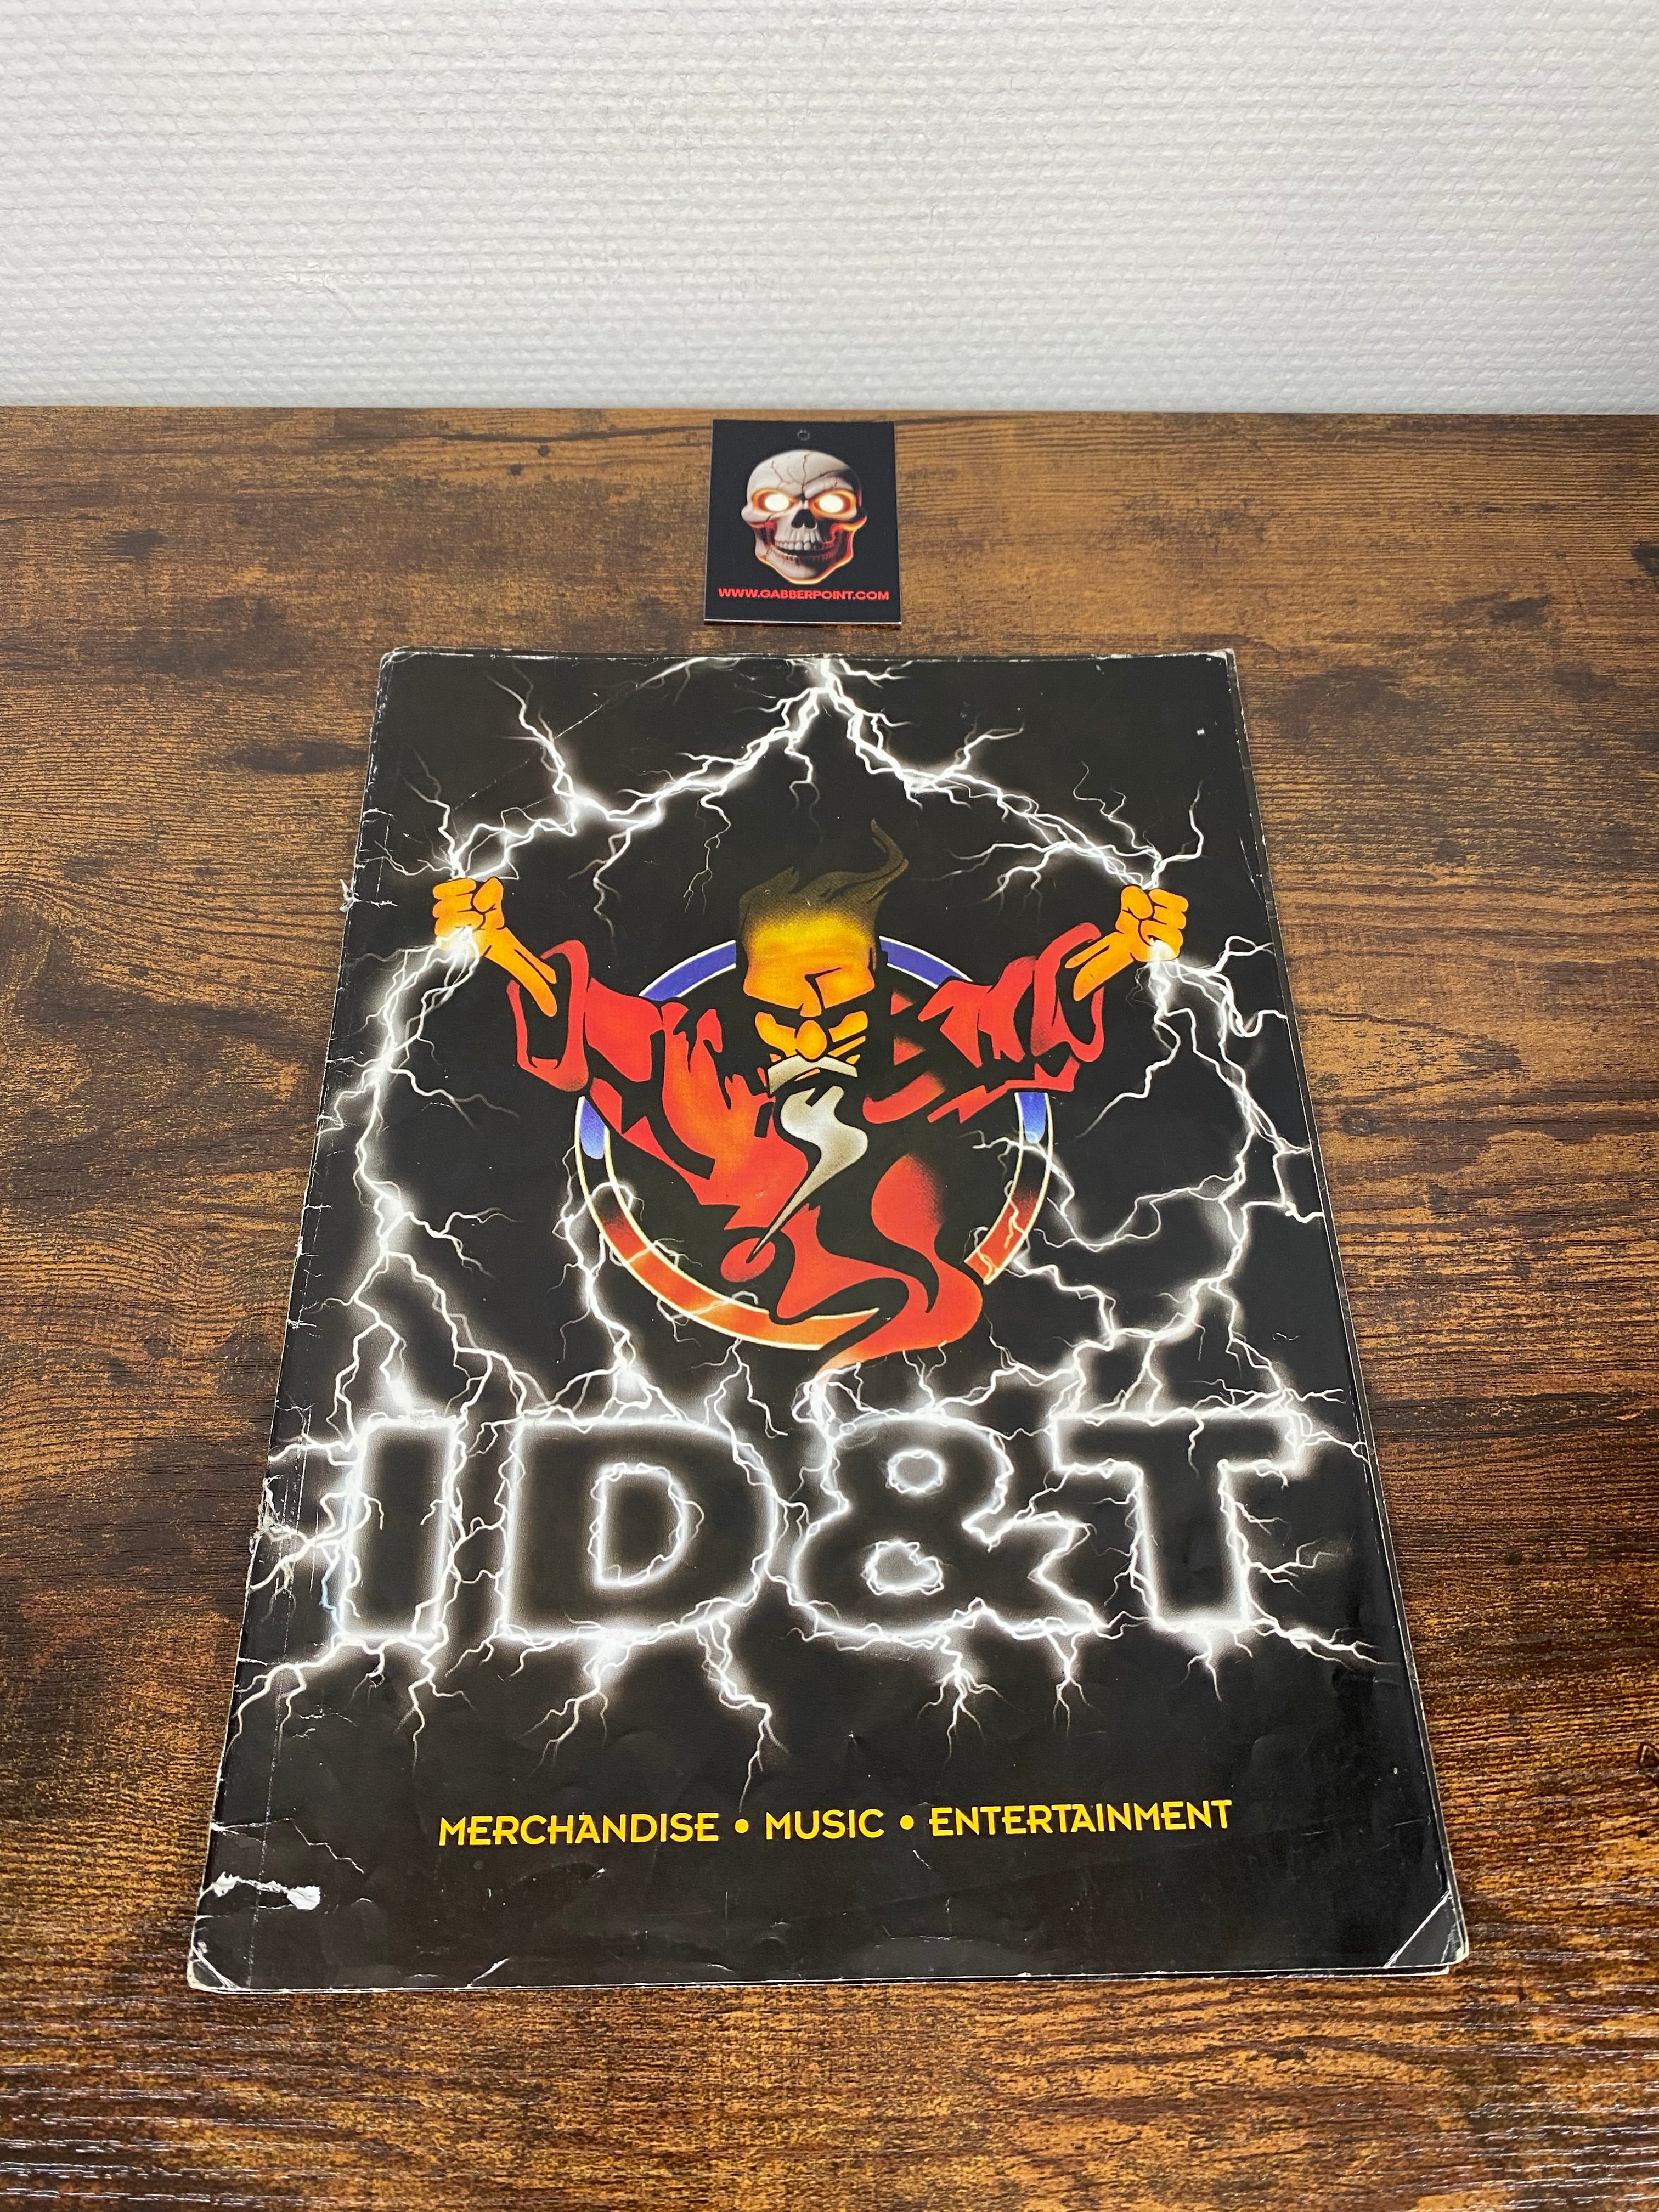 WWW.GABBERPOINT.COM
ID&T
MERCHANDISE • MUSIC • ENTERTAINMENT